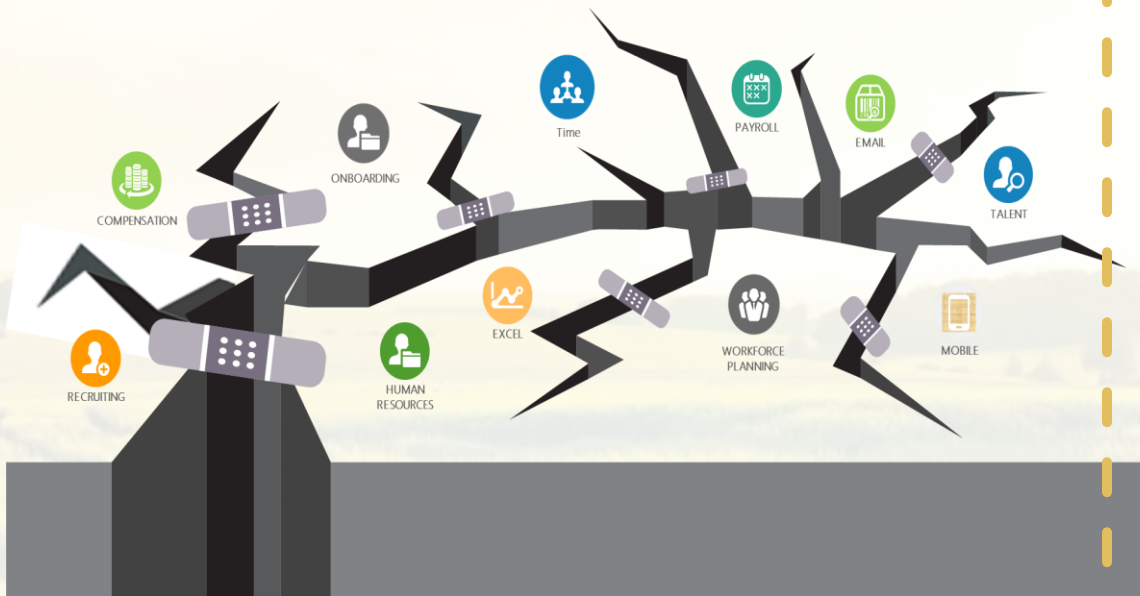 Time
PAYROLL
EMAIL
ONBOARDING
COMPENSATION
TALENT
EXCEL
WORKFORCE
PLANNING
MOBILE
RECRUITING
HUMAN
RESOURCES